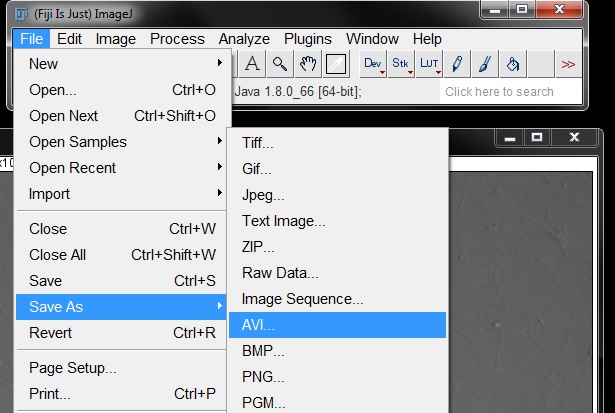 (Fiji Is Just) ImageJ
File Edit Image Process Analyze Plugins Window Help
A Dev Stk LUT >>
Java 1.8.0_66 [64-bit]; Click here to search
New
Open... Ctrl+O
Open Next Ctrl+Shift+O
Open Samples
Open Recent
Import
Close Ctrl+W
Close All Ctrl+Shift+W
Save Ctrl+S
Save As
Revert Ctrl+R
Page Setup...
Print... Ctrl+P
Tiff...
Gif...
Jpeg...
Text Image...
ZIP...
Raw Data...
Image Sequence...
AVI...
BMP...
PNG...
PGM...